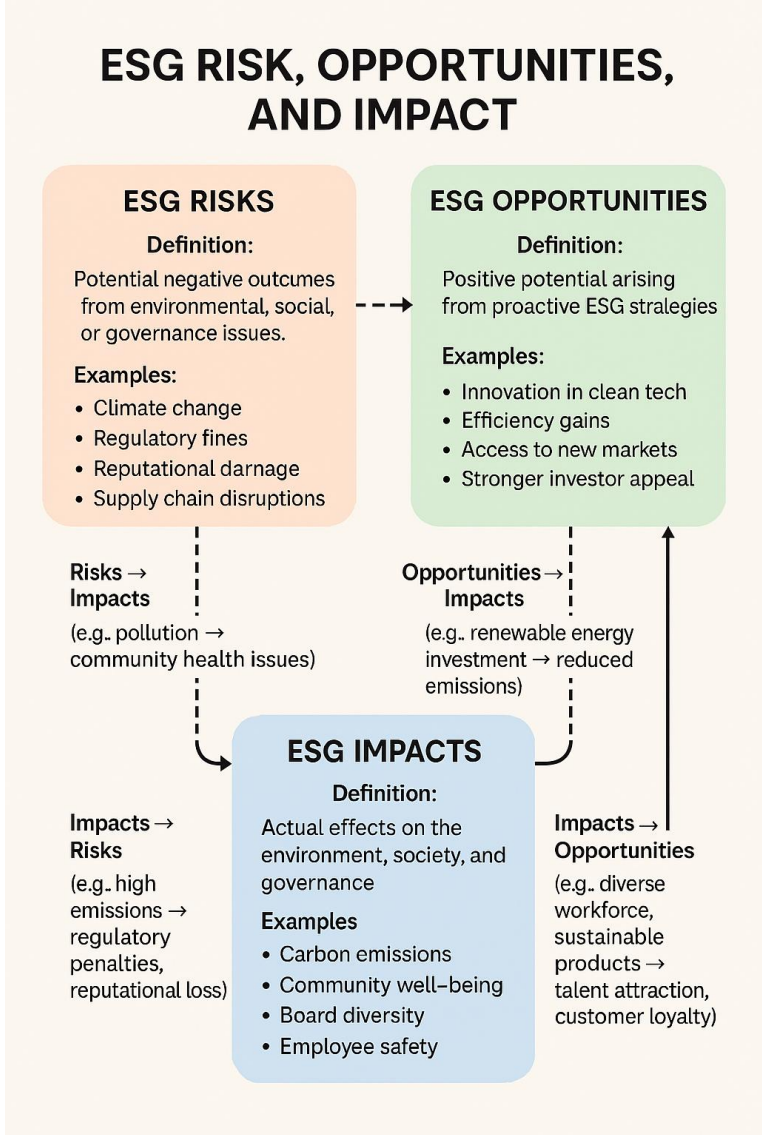 ESG RISK, OPPORTUNITIES,
AND IMPACT
ESG RISKS
Definition:
Potential negative outcomes
from environmental, social,
or governance issues.
Examples:
• Climate change
• Regulatory fines
• Reputational darnage
• Supply chain disruptions
ESG OPPORTUNITIES
Definition:
Positive potential arising
from proactive ESG stralegies
Examples:
• Innovation in clean tech
• Efficiency gains
• Access to new markets
• Stronger investor appeal
Risks →
Impacts
(e.g.. pollution →
community health issues)
Opportunities→
Impacts
(e.g.. renewable energy
investment → reduced
emissions)
ESG IMPACTS
Definition:
Actual effects on the
environment, society, and
governance
Examples
• Carbon emissions
• Community well–being
• Board diversity
• Employee safety
Impacts →
Risks
(e.g.. high
emissions →
regulatory
penalties,
reputational loss)
Impacts →
Opportunities
(e.g.. diverse
workforce,
sustainable
products →
talent attraction,
customer loyalty)